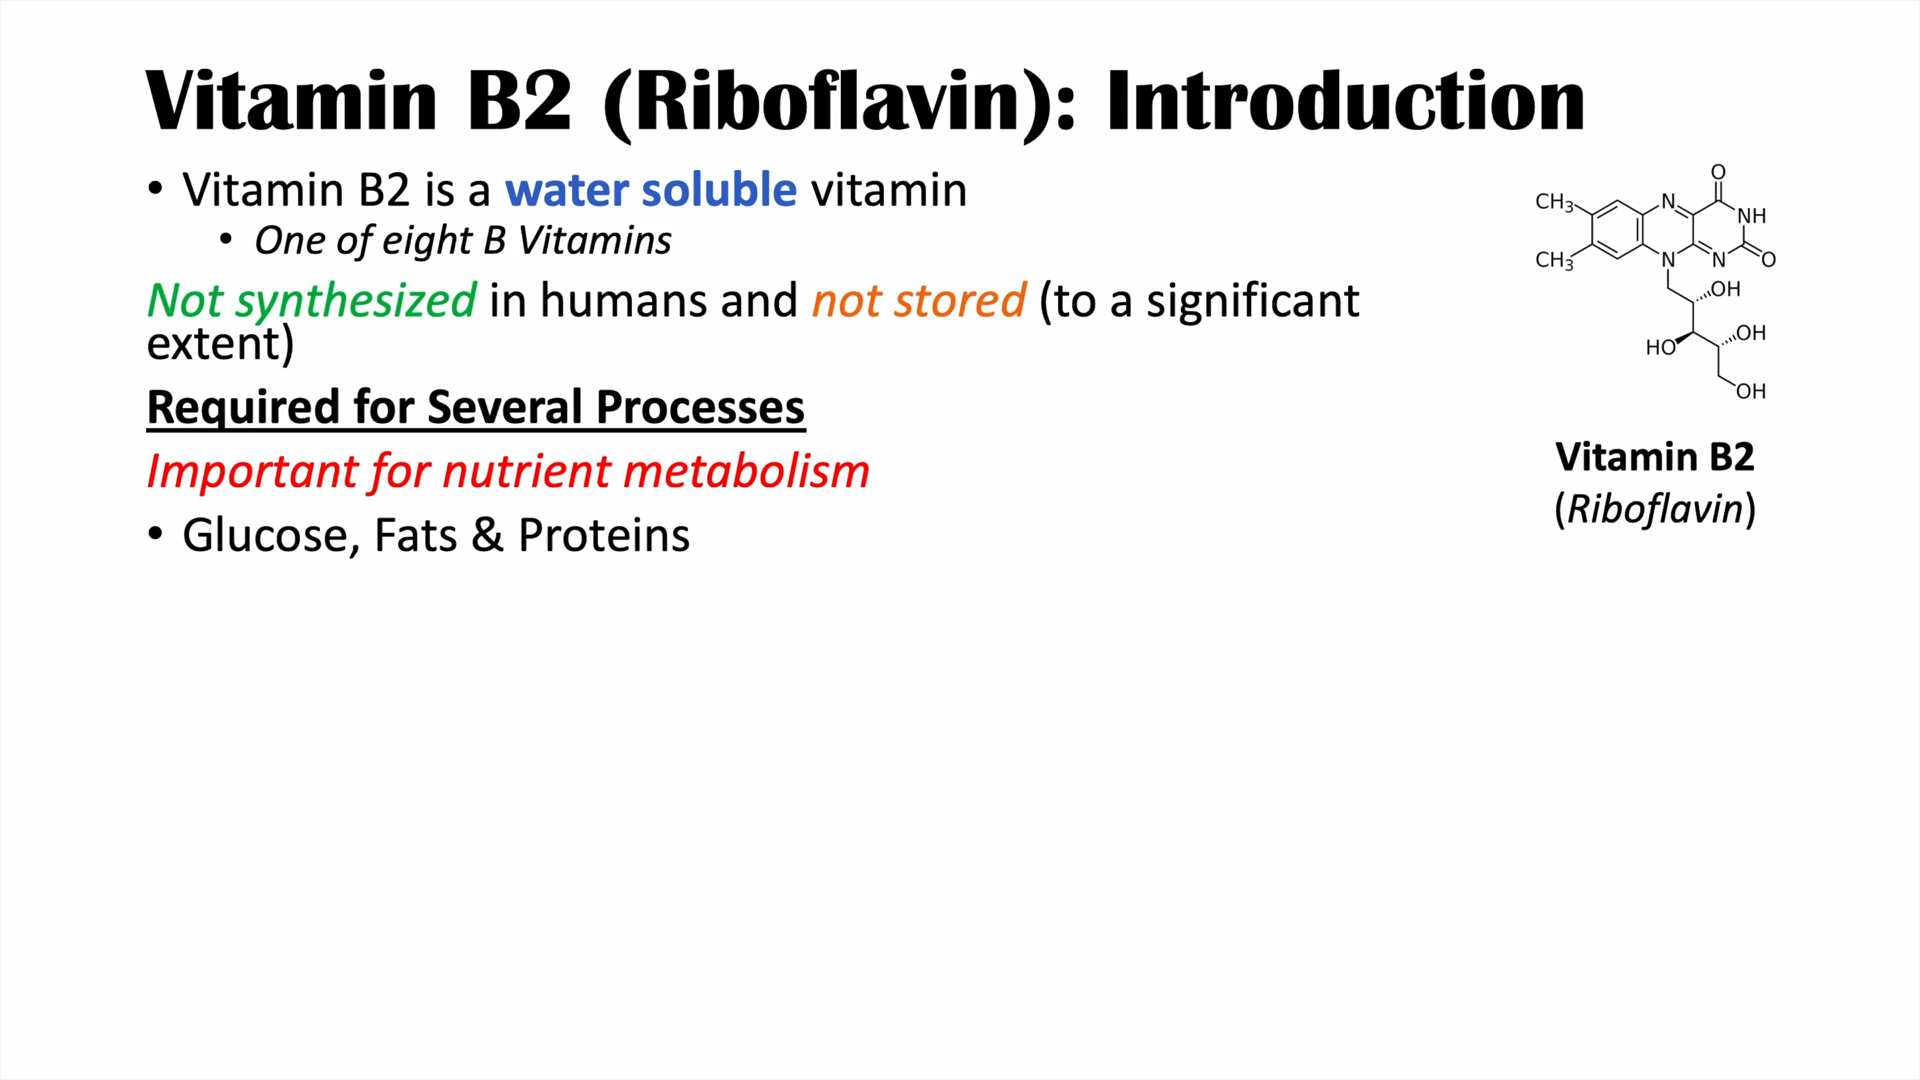 Vitamin B2 (Riboflavin): Introduction
• Vitamin B2 is a water soluble vitamin
• One of eight B Vitamins
Not synthesized in humans and not stored (to a significant
extent)
Required for Several Processes
Important for nutrient metabolism
• Glucose, Fats & Proteins
O
CH3 N NH
CH3 N N O
OH
HO OH
OH
Vitamin B2
(Riboflavin)